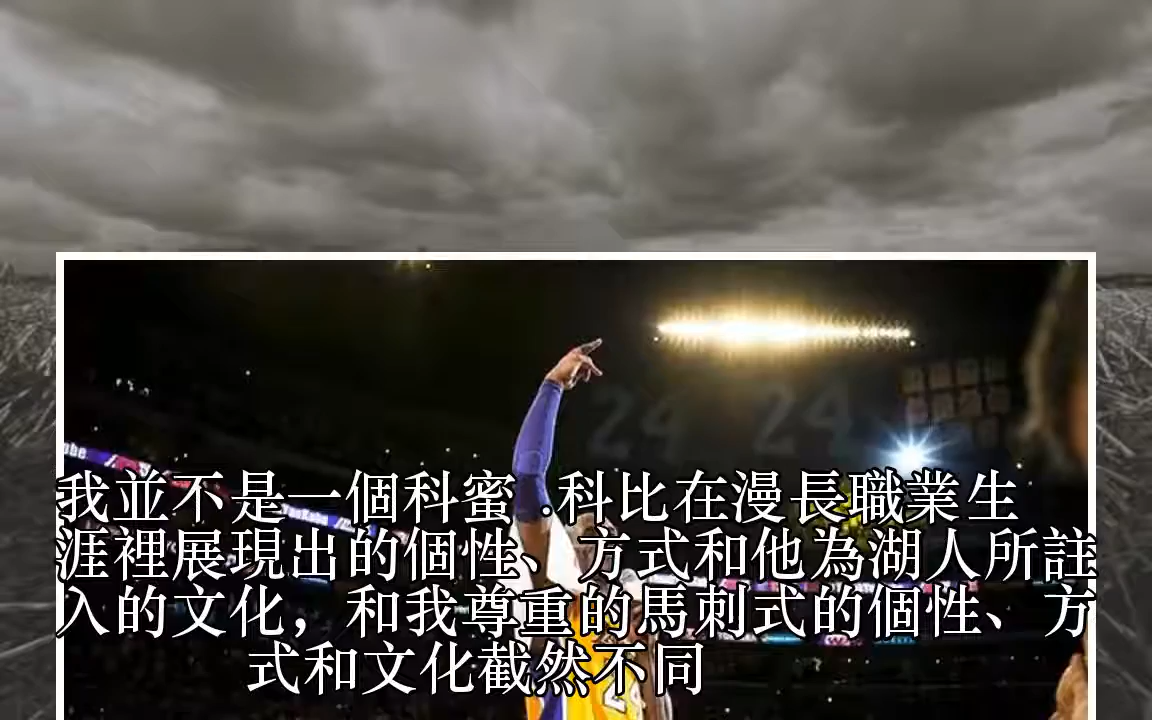 我並不是一個科蜜 .科比在漫長職業生
涯裡展現出的個性、方式和他為湖人所註
入的文化，和我尊重的馬刺式的個性、方
式和文化截然不同
24
24
24